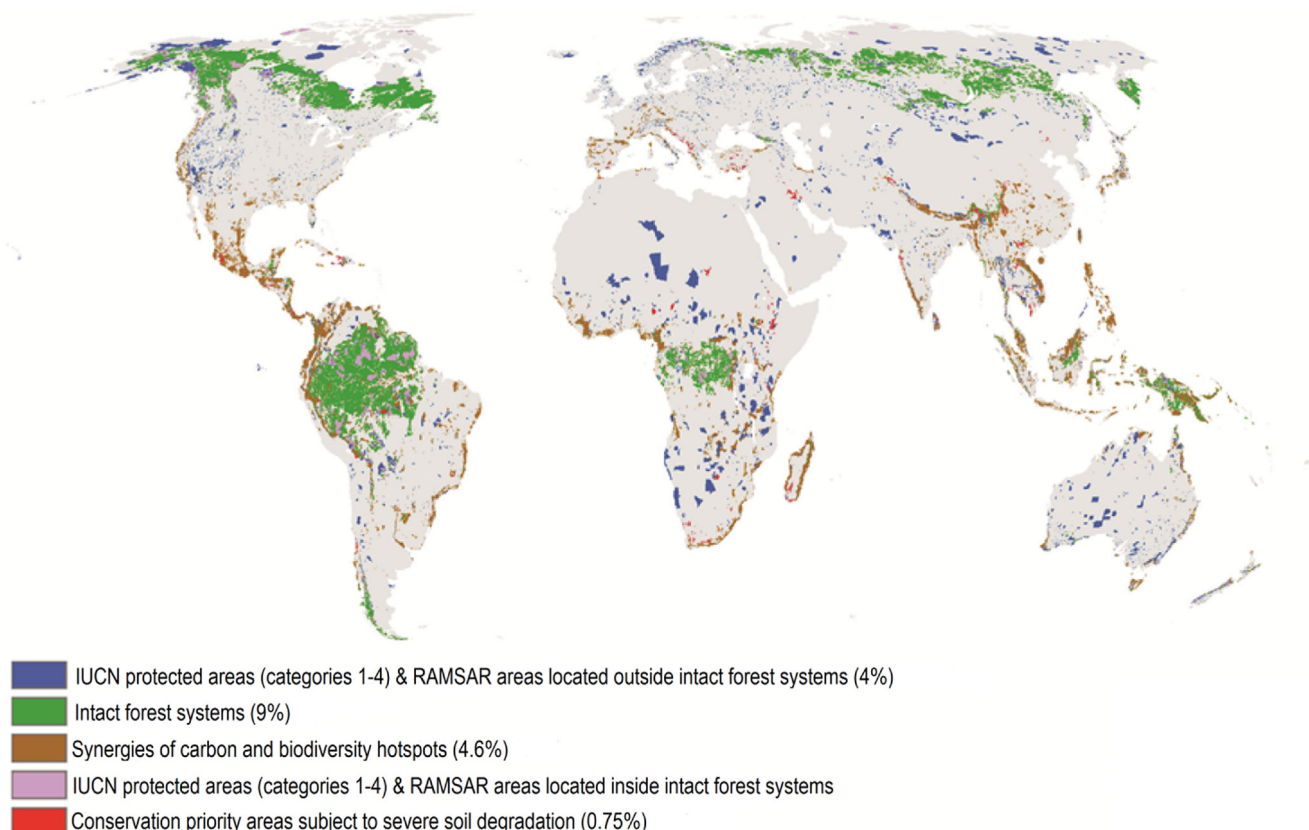 IUCN protected areas (categories 1-4) & RAMSAR areas located outside intact forest systems (4%)
Intact forest systems (9%)
Synergies of carbon and biodiversity hotspots (4.6%)
IUCN protected areas (categories 1-4) & RAMSAR areas located inside intact forest systems
Conservation priority areas subject to severe soil degradation (0.75%)